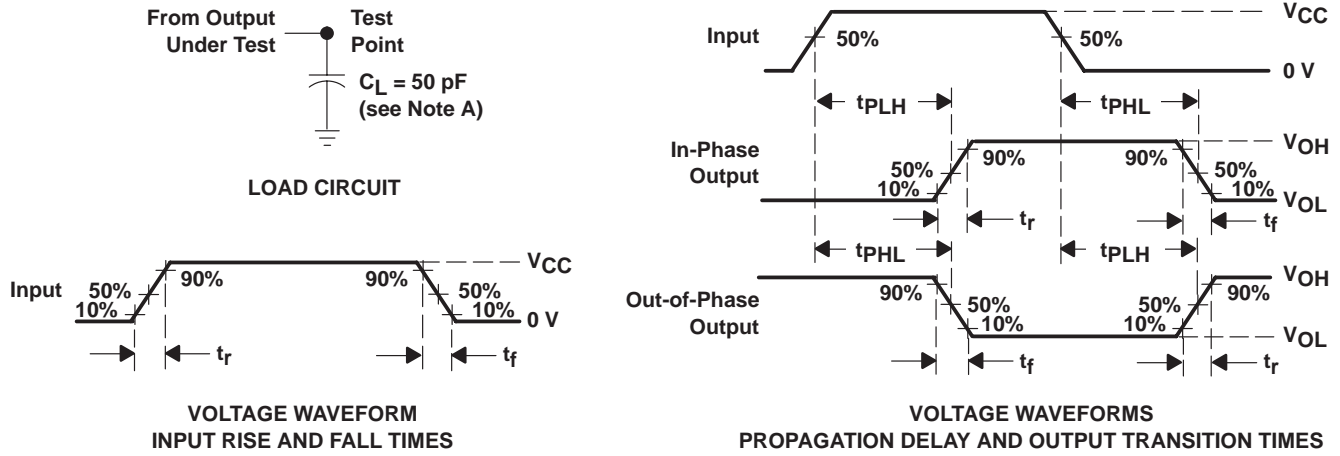 From Output
Under Test
Test
Point
CL = 50 pF
(see Note A)
LOAD CIRCUIT
Input
50%
10%
90%
90%
50%
10%
VCC
0 V
tr
tf
VOLTAGE WAVEFORM
INPUT RISE AND FALL TIMES
Input
50%
50%
VCC
0 V
tPLH
tPHL
In-Phase
Output
50%
10%
90%
90%
50%
10%
VOH
VOL
tr
tf
tPHL
tPLH
Out-of-Phase
Output
90%
50%
10%
50%
10%
90%
VOH
VOL
tf
tr
VOLTAGE WAVEFORMS
PROPAGATION DELAY AND OUTPUT TRANSITION TIMES